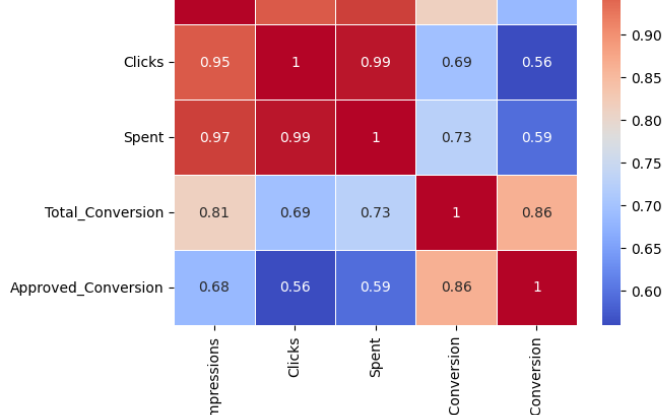 0.90
Clicks 0.95 1 0.99 0.69 0.56
0.85
Spent 0.97 0.99 1 0.73 0.59
0.80
0.75
Total_Conversion 0.81 0.69 0.73 1 0.86
0.70
0.65
Approved_Conversion 0.68 0.56 0.59 0.86 1
0.60
mpressions
Clicks
Spent
Conversion
Conversion